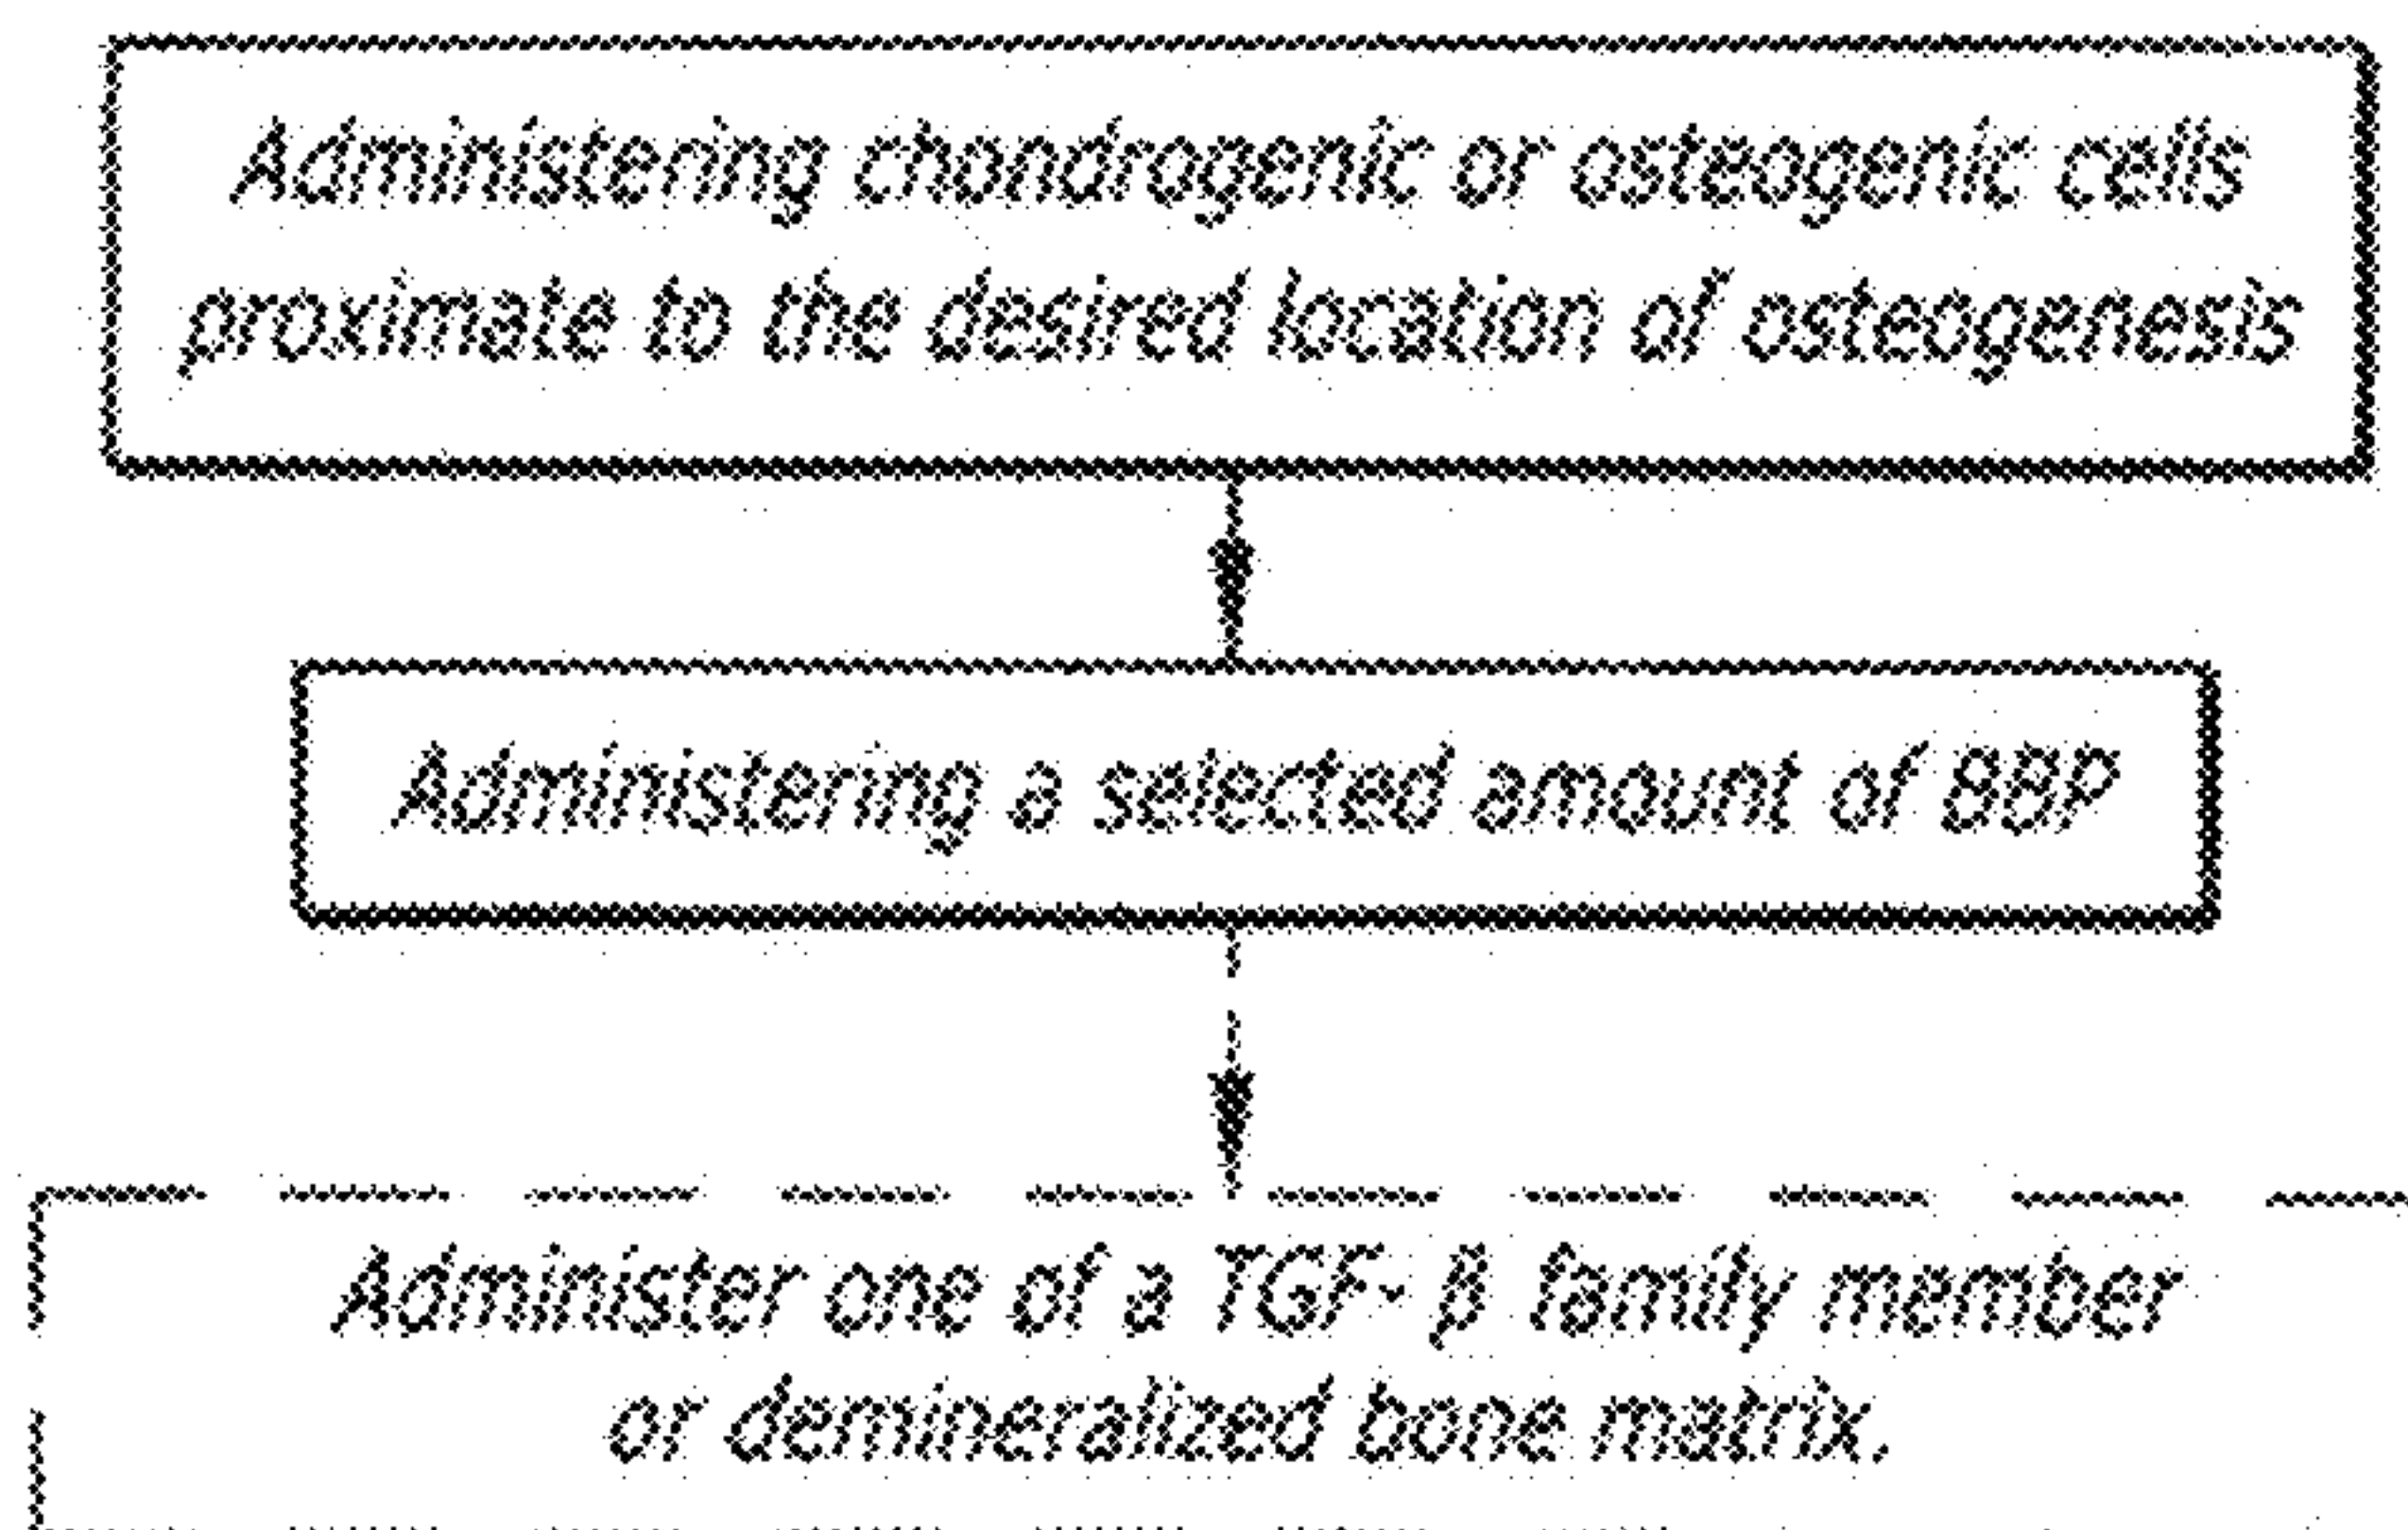 Administering chondrogenic or osteogenic cells
proximate to the desired location of osteogenesis
Administering a selected amount of BBP
Administer one of a TGF- β family member
or demineralized bone matrix.